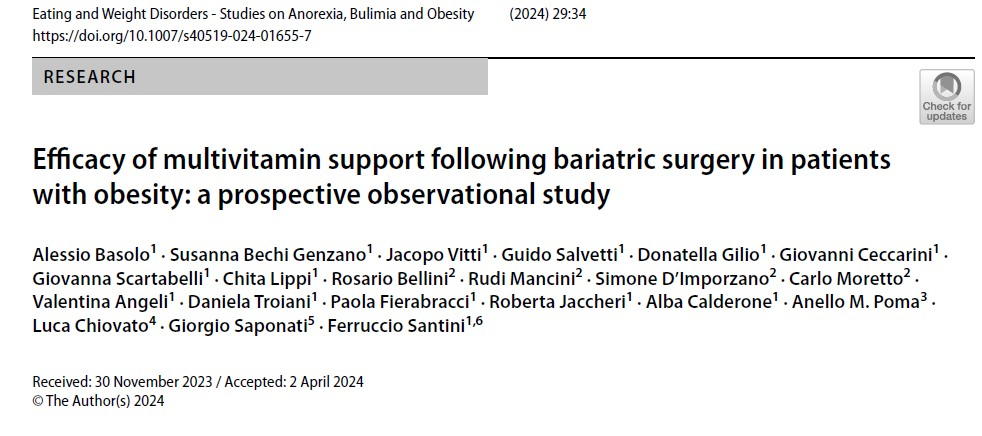 Eating and Weight Disorders - Studies on Anorexia, Bulimia and Obesity (2024) 29:34
https://doi.org/10.1007/s40519-024-01655-7
RESEARCH
Check for
updates
Efficacy of multivitamin support following bariatric surgery in patients
with obesity: a prospective observational study
Alessio Basolo1 · Susanna Bechi Genzano1 · Jacopo Vitti1 · Guido Salvetti1 · Donatella Gilio1 · Giovanni Ceccarini1 ·
Giovanna Scartabelli1 · Chita Lippi1 · Rosario Bellini2 · Rudi Mancini2 · Simone D'Imporzano2 · Carlo Moretto2 ·
Valentina Angeli1 · Daniela Troiani1 · Paola Fierabracci1 · Roberta Jaccheri1 · Alba Calderone1 · Anello M. Poma3 ·
Luca Chiovato4 · Giorgio Saponati5 · Ferruccio Santini1,6
Received: 30 November 2023 / Accepted: 2 April 2024
© The Author(s) 2024